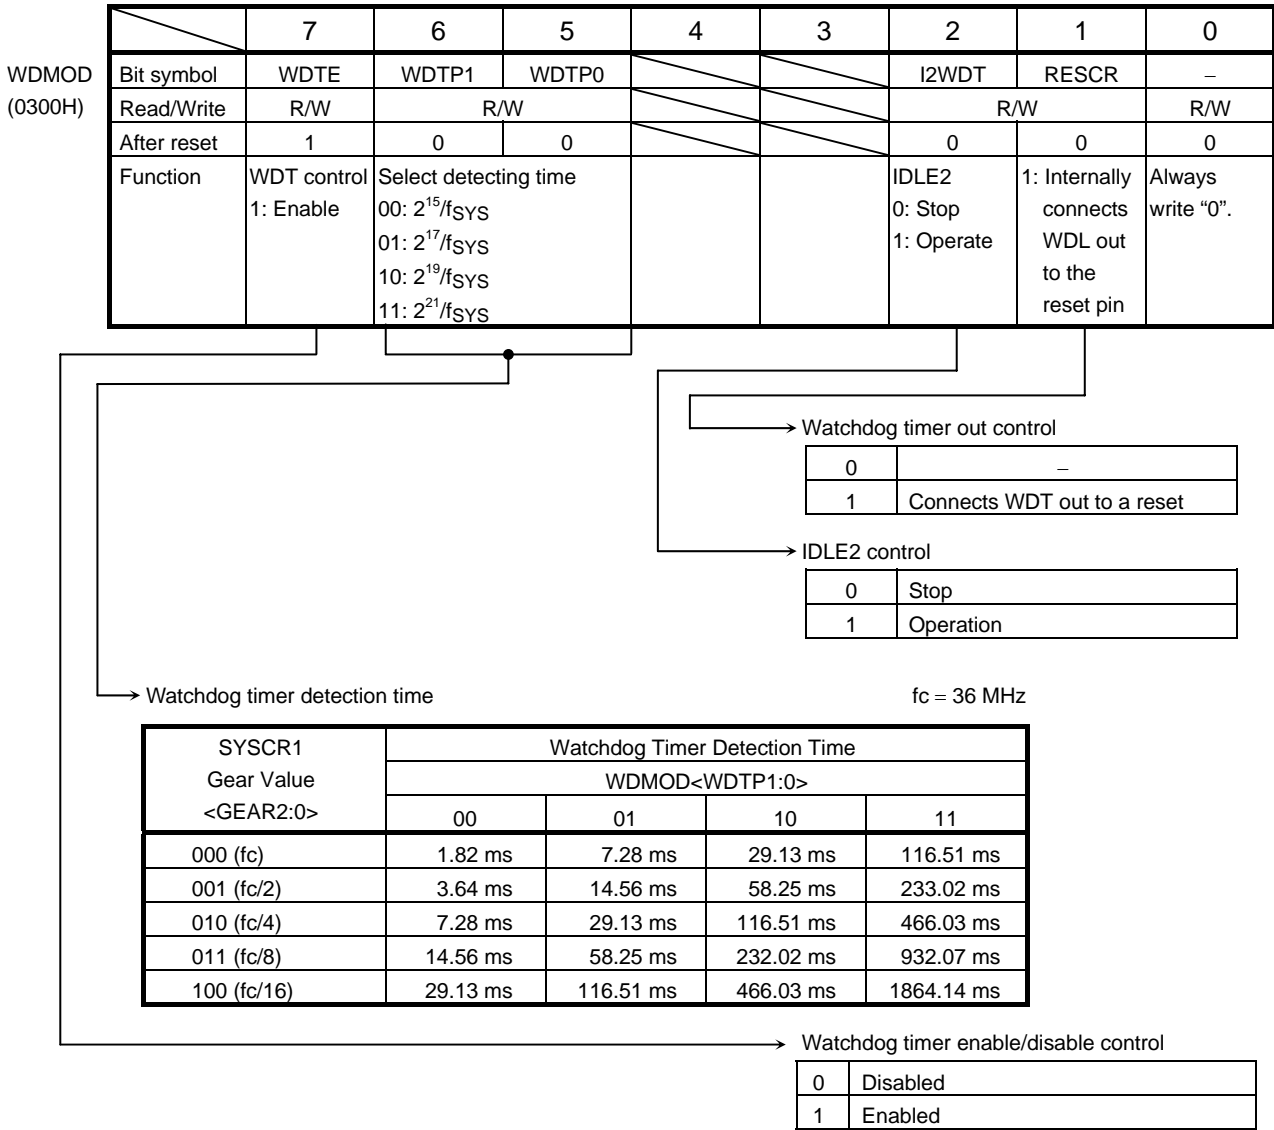 7 6 5 4 3 2 1 0
WDMOD (0300H)
Bit symbol WDTE WDTP1 WDTP0 I2WDT RESCR −
Read/Write R/W R/W R/W R/W
After reset 1 0 0 0 0 0
Function
WDT control
1: Enable
Select detecting time
00: 2^15/fSYS
01: 2^17/fSYS
10: 2^19/fSYS
11: 2^21/fSYS
IDLE2
0: Stop
1: Operate
1: Internally
connects
WDL out
to the
reset pin
Always
write “0”.
Watchdog timer out control
0 −
1 Connects WDT out to a reset
IDLE2 control
0 Stop
1 Operation
Watchdog timer detection time fc = 36 MHz
SYSCR1
Gear Value
<GEAR2:0>
Watchdog Timer Detection Time
WDMOD<WDTP1:0>
00 01 10 11
000 (fc) 1.82 ms 7.28 ms 29.13 ms 116.51 ms
001 (fc/2) 3.64 ms 14.56 ms 58.25 ms 233.02 ms
010 (fc/4) 7.28 ms 29.13 ms 116.51 ms 466.03 ms
011 (fc/8) 14.56 ms 58.25 ms 232.02 ms 932.07 ms
100 (fc/16) 29.13 ms 116.51 ms 466.03 ms 1864.14 ms
Watchdog timer enable/disable control
0 Disabled
1 Enabled